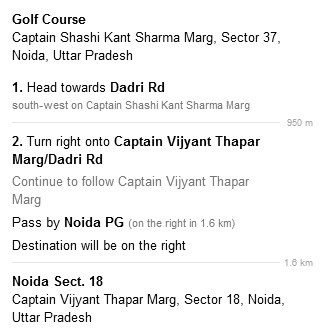 Golf Course
Captain Shashi Kant Sharma Marg, Sector 37,
Noida, Uttar Pradesh
1. Head towards Dadri Rd
south-west on Captain Shashi Kant Sharma Marg
950 m
2. Turn right onto Captain Vijyant Thapar
Marg/Dadri Rd
Continue to follow Captain Vijyant Thapar
Marg
Pass by Noida PG (on the right in 1.6 km)
Destination will be on the right
1.6 km
Noida Sect. 18
Captain Vijyant Thapar Marg, Sector 18, Noida,
Uttar Pradesh